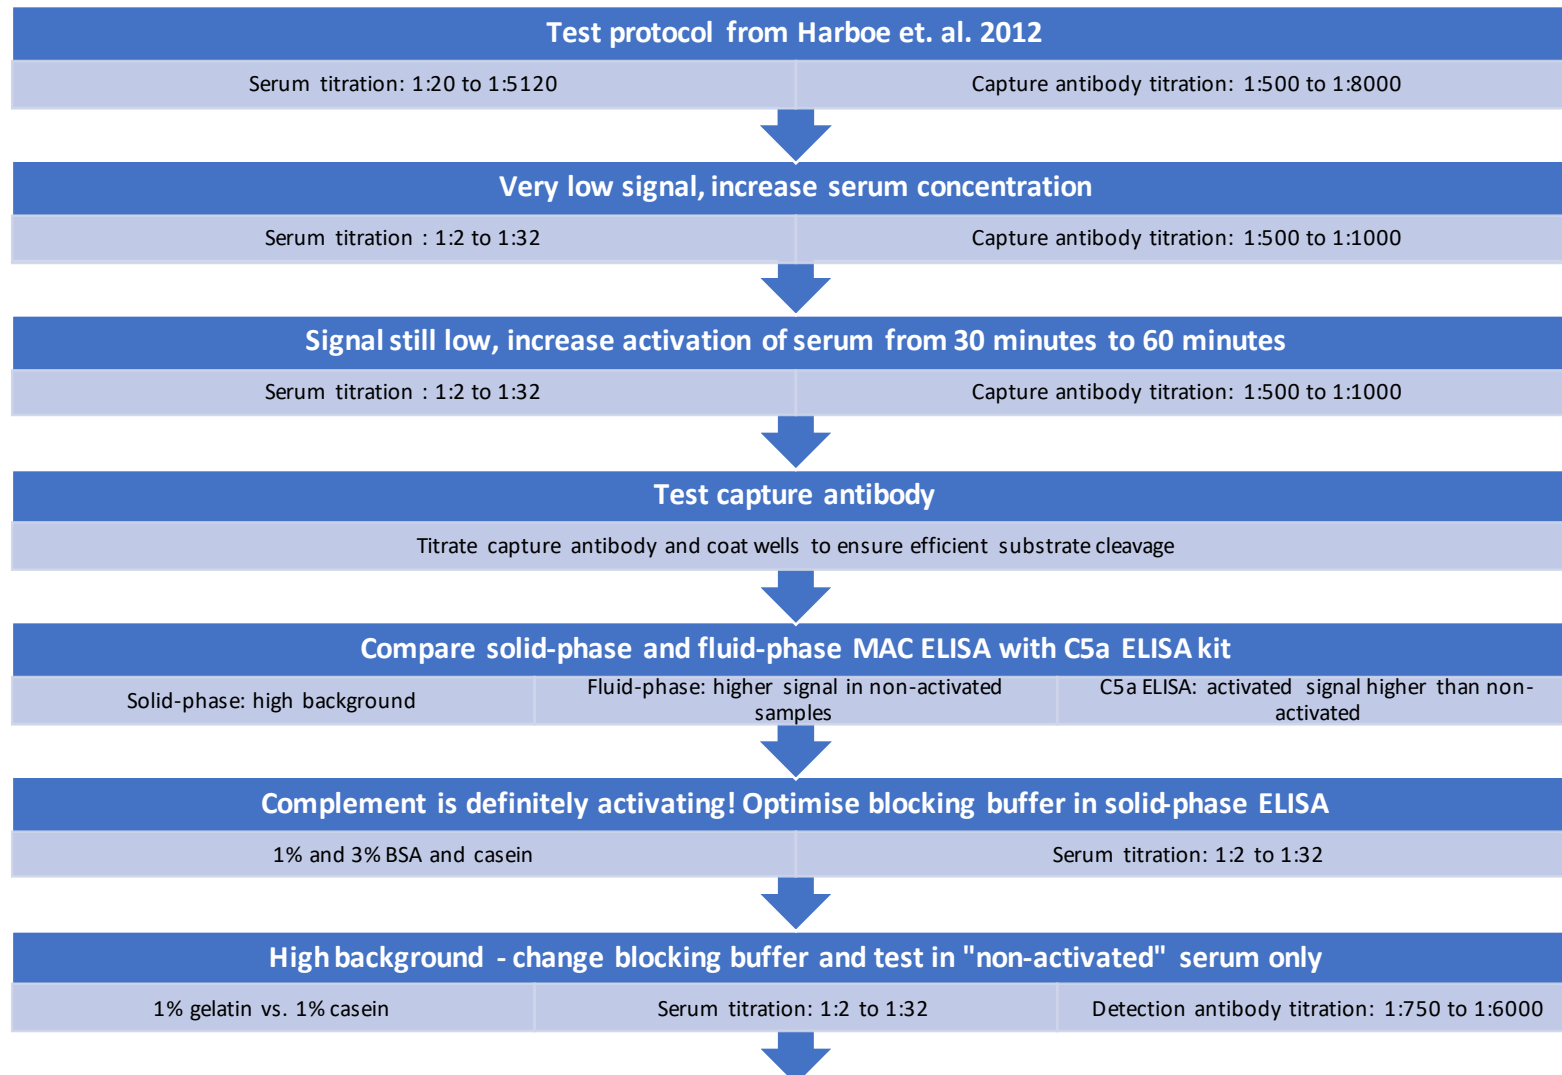 Test protocol from Harboe et. al. 2012
Serum titration: 1:20 to 1:5120
Capture antibody titration: 1:500 to 1:8000
Very low signal, increase serum concentration
Serum titration : 1:2 to 1:32
Capture antibody titration: 1:500 to 1:1000
Signal still low, increase activation of serum from 30 minutes to 60 minutes
Serum titration : 1:2 to 1:32
Capture antibody titration: 1:500 to 1:1000
Test capture antibody
Titrate capture antibody and coat wells to ensure efficient substrate cleavage
Compare solid-phase and fluid-phase MAC ELISA with C5a ELISA kit
Solid-phase: high background
Fluid-phase: higher signal in non-activated
samples
C5a ELISA: activated signal higher than non-
activated
Complement is definitely activating! Optimise blocking buffer in solid-phase ELISA
1% and 3% BSA and casein
Serum titration: 1:2 to 1:32
High background - change blocking buffer and test in "non-activated" serum only
1% gelatin vs. 1% casein
Serum titration: 1:2 to 1:32
Detection antibody titration: 1:750 to 1:6000